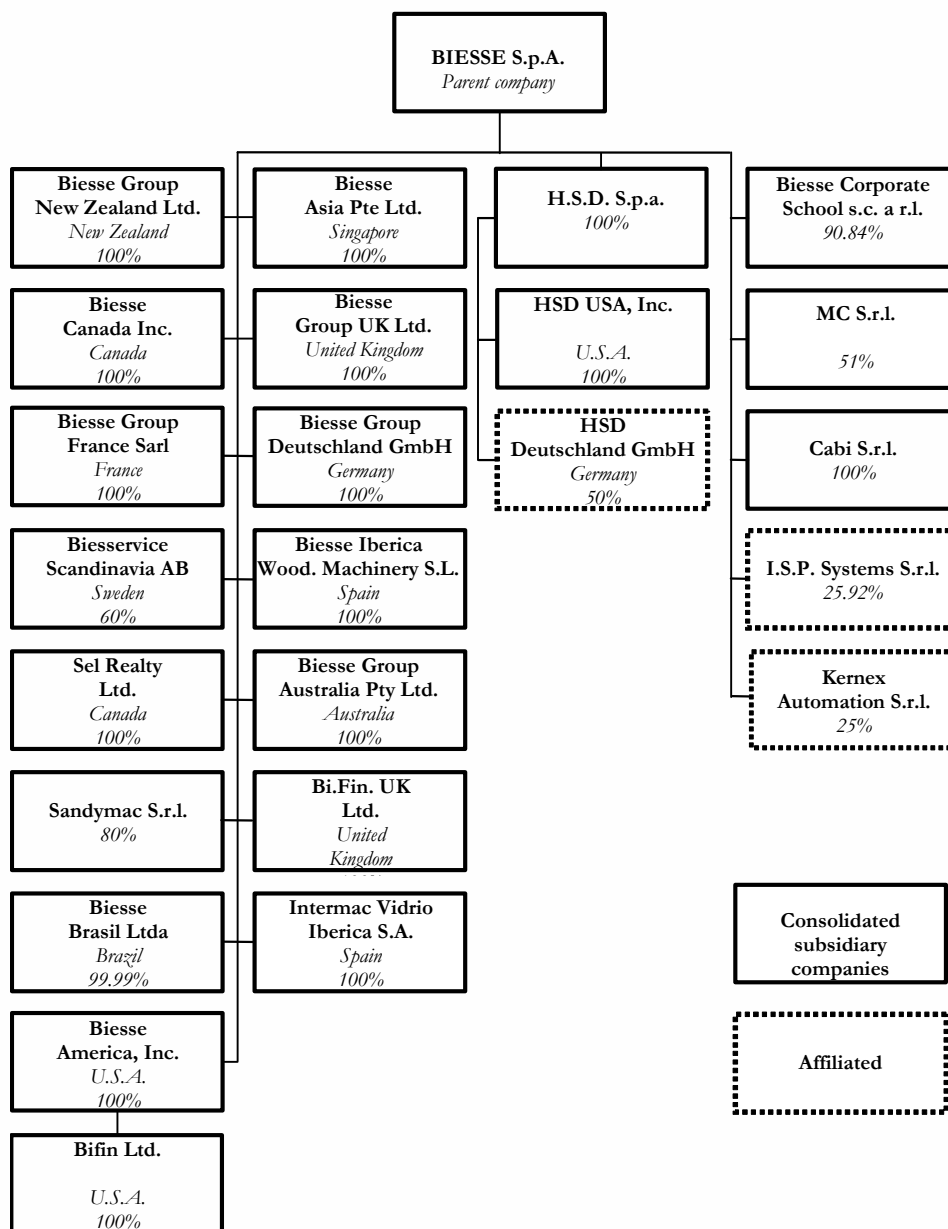 BIESSE S.p.A.
Parent company
Biesse Group
New Zealand Ltd.
New Zealand
100%
Biesse
Asia Pte Ltd.
Singapore
100%
H.S.D. S.p.a.
100%
Biesse Corporate
School s.c. a r.l.
90.84%
Biesse
Canada Inc.
Canada
100%
Biesse
Group UK Ltd.
United Kingdom
100%
HSD USA, Inc.
U.S.A.
100%
MC S.r.l.
51%
Biesse Group
France Sarl
France
100%
Biesse Group
Deutschland GmbH
Germany
100%
HSD
Deutschland GmbH
Germany
50%
Cabi S.r.l.
100%
Biesservice
Scandinavia AB
Sweden
60%
Biesse Iberica
Wood. Machinery S.L.
Spain
100%
I.S.P. Systems S.r.l.
25.92%
Sel Realty
Ltd.
Canada
100%
Biesse Group
Australia Pty Ltd.
Australia
100%
Kernex
Automation S.r.l.
25%
Sandymac S.r.l.
80%
Bi.Fin. UK
Ltd.
United
Kingdom
Biesse
Brasil Ltda
Brazil
99.99%
Intermac Vidrio
Iberica S.A.
Spain
100%
Consolidated
subsidiary
companies
Biesse
America, Inc.
U.S.A.
100%
Affiliated
Bifin Ltd.
U.S.A.
100%